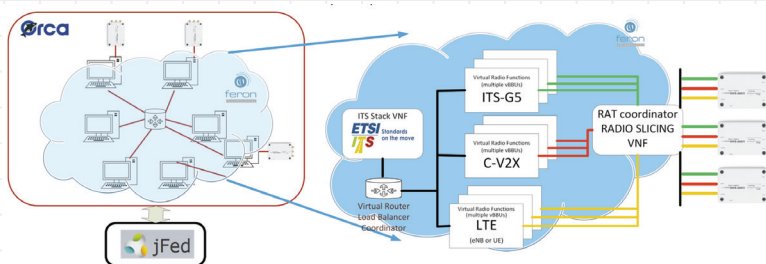 orca
feron
jFed
feron
ITS Stack VNF
ETSI
ITS
Standards
on the move
Virtual Router
Load Balancer
Coordinator
Virtual Radio Functions
(multiple vBBUs)
ITS-G5
Virtual Radio Functions
(multiple vBBUs)
C-V2X
Virtual Radio Functions
(multiple vBBUs)
LTE
(eNB or UE)
RAT coordinator
RADIO SLICING
VNF